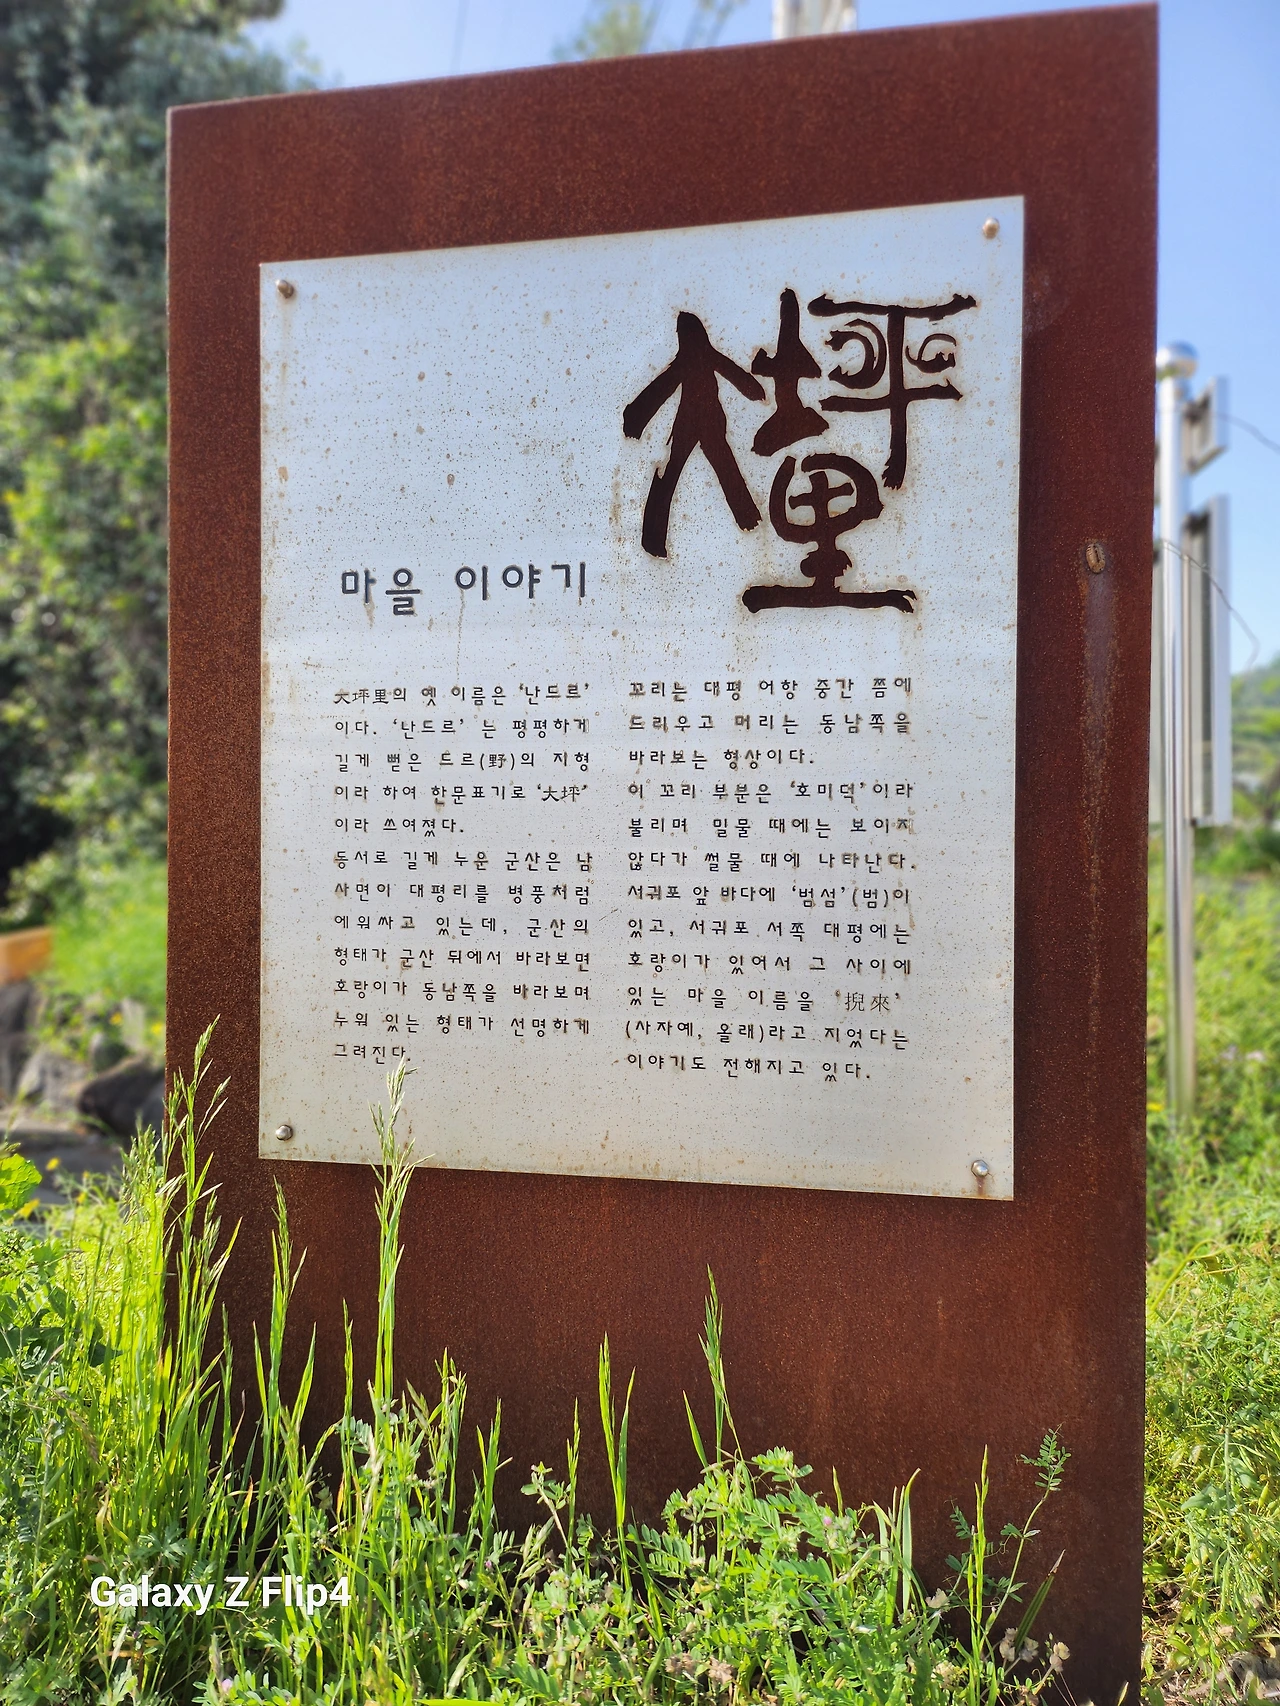 大坪里
마을 이야기
大坪里의 옛 이름은 '난드르'
이다. '난드르' 는 평평하게
길게 뻗은 드르(野)의 지형
이라 하여 한문표기로 '大坪'
이라 쓰여졌다.
동서로 길게 누운 군산은 남
사면이 대평리를 병풍처럼
에워싸고 있는데, 군산의
형태가 군산 뒤에서 바라보면
호랑이가 동남쪽을 바라보며
누워 있는 형태가 선명하게
그려진다.
꼬리는 대평 어항 중간 쯤에
드리우고 머리는 동남쪽을
바라보는 형상이다.
이 꼬리 부분은 '호미덕'이라
불리며 밀물 때에는 보이지
않다가 썰물 때에 나타난다.
서귀포 앞 바다에 '범섬'(범)이
있고, 서귀포 서쪽 대평에는
호랑이가 있어서 그 사이에
있는 마을 이름을 '猊來'
(사자예, 올래)라고 지었다는
이야기도 전해지고 있다.
Galaxy Z Flip4